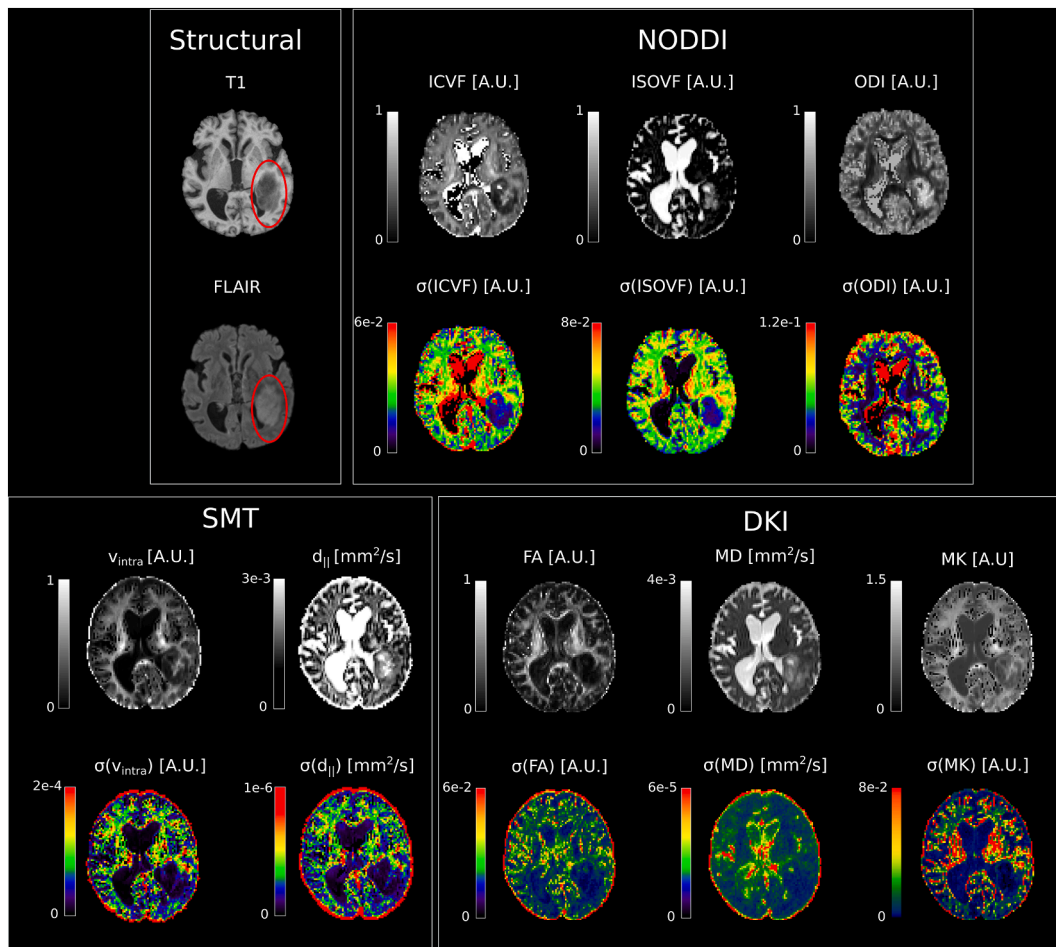 Structural
NODDI
T1
ICVF [A.U.]
ISOVF [A.U.]
ODI [A.U.]
1
0
1
0
1
0
FLAIR
σ(ICVF) [A.U.]
σ(ISOVF) [A.U.]
σ(ODI) [A.U.]
6e-2
0
8e-2
0
1.2e-1
0
SMT
DKI
v_intra [A.U.]
d_|| [mm²/s]
FA [A.U.]
MD [mm²/s]
MK [A.U]
1
0
3e-3
0
1
0
4e-3
0
1.5
0
σ(v_intra) [A.U.]
σ(d_||) [mm²/s]
σ(FA) [A.U.]
σ(MD) [mm²/s]
σ(MK) [A.U.]
2e-4
0
1e-6
0
6e-2
0
6e-5
0
8e-2
0